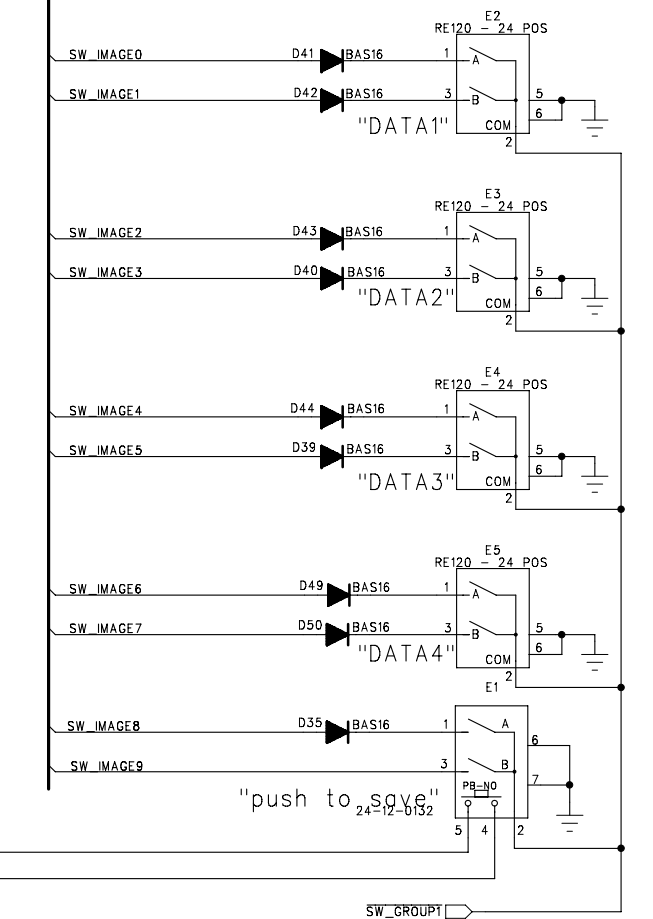 E2
RE120 - 24 POS
SW_IMAGE0 D41 BAS16 1 A
SW_IMAGE1 D42 BAS16 3 B 5
6
"DATA1" COM
2
E3
RE120 - 24 POS
SW_IMAGE2 D43 BAS16 1 A
SW_IMAGE3 D40 BAS16 3 B 5
6
"DATA2" COM
2
E4
RE120 - 24 POS
SW_IMAGE4 D44 BAS16 1 A
SW_IMAGE5 D39 BAS16 3 B 5
6
"DATA3" COM
2
E5
RE120 - 24 POS
SW_IMAGE6 D49 BAS16 1 A
SW_IMAGE7 D50 BAS16 3 B 5
6
"DATA4" COM
2
E1
SW_IMAGE8 D35 BAS16 1 A
6
SW_IMAGE9 3 B
7
PB-NO
"push to save"
24-12-0132
5 4 2
SW_GROUP1